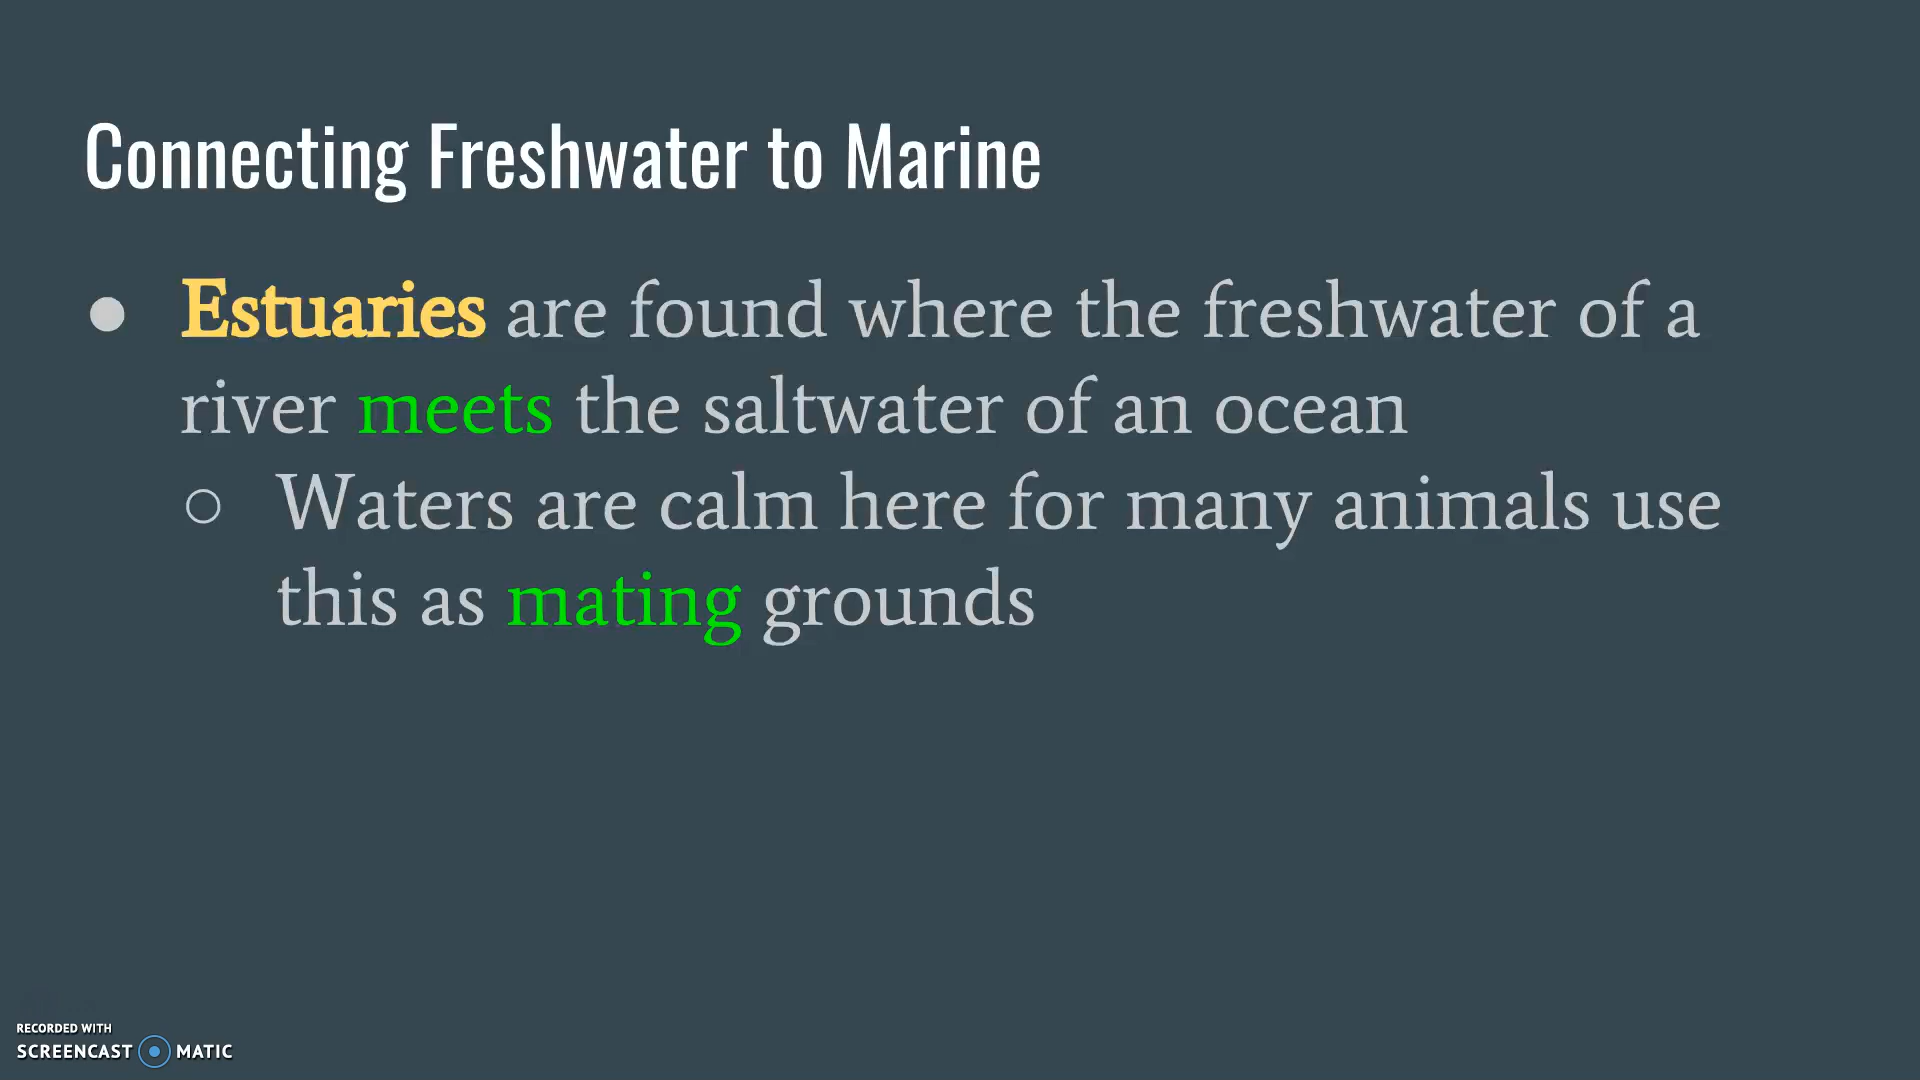 Connecting Freshwater to Marine
● Estuaries are found where the freshwater of a
river meets the saltwater of an ocean
○ Waters are calm here for many animals use
this as mating grounds
RECORDED WITH
SCREENCAST MATIC